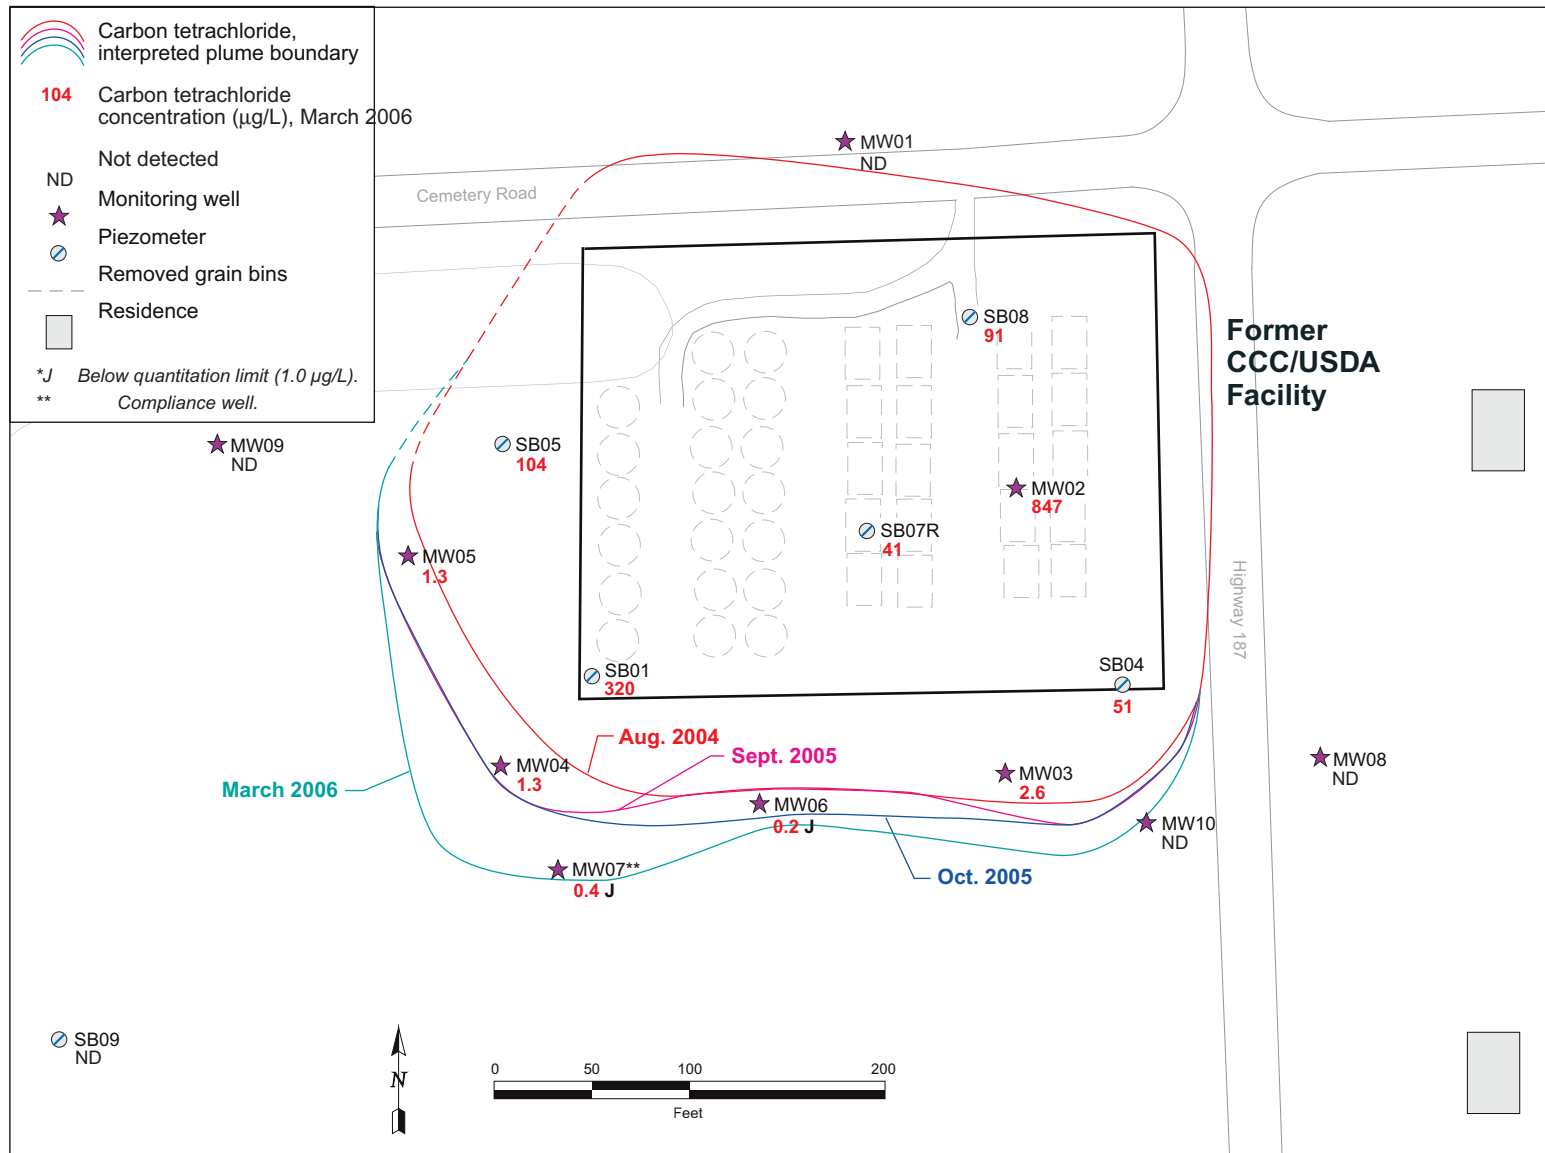 Carbon tetrachloride,
interpreted plume boundary
104 Carbon tetrachloride
concentration (µg/L), March 2006
ND Not detected
Monitoring well
Piezometer
Removed grain bins
Residence
*J Below quantitation limit (1.0 µg/L).
** Compliance well.
MW01
ND
Cemetery Road
SB08
91
Former
CCC/USDA
Facility
MW09
ND
SB05
104
MW02
847
SB07R
41
MW05
1.3
Highway 187
SB01
320
SB04
51
Aug. 2004
Sept. 2005
March 2006
MW04
1.3
MW03
2.6
MW08
ND
MW06
0.2 J
MW10
ND
MW07**
0.4 J
Oct. 2005
SB09
ND
N
0 50 100 200
Feet